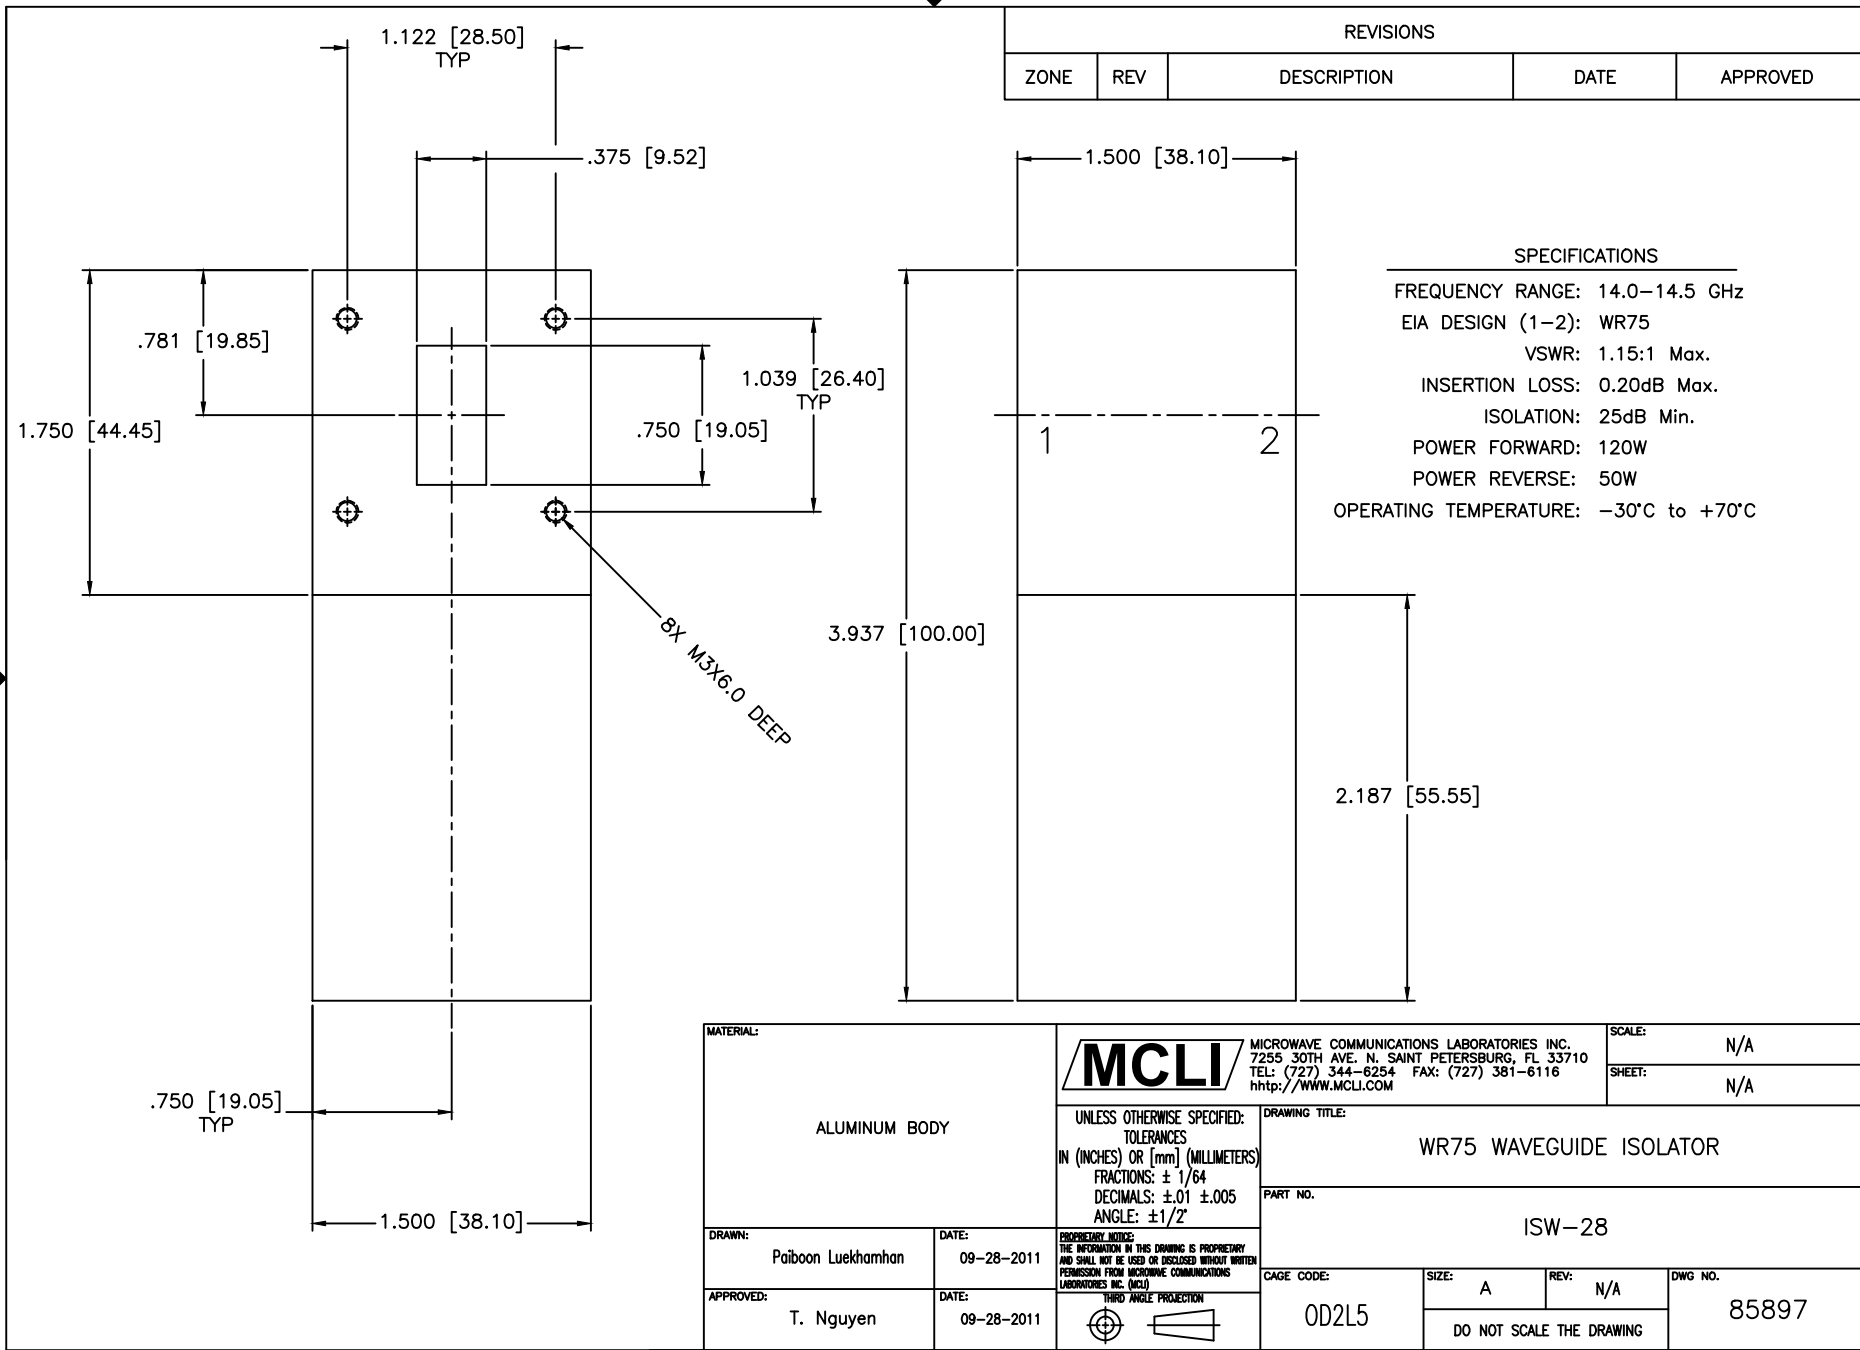 1.122 [28.50]
TYP
REVISIONS
ZONE REV DESCRIPTION DATE APPROVED
.375 [9.52]
1.500 [38.10]
.781 [19.85]
1.039 [26.40]
TYP
1.750 [44.45]
.750 [19.05]
1
2
SPECIFICATIONS
FREQUENCY RANGE: 14.0-14.5 GHz
EIA DESIGN (1-2): WR75
VSWR: 1.15:1 Max.
INSERTION LOSS: 0.20dB Max.
ISOLATION: 25dB Min.
POWER FORWARD: 120W
POWER REVERSE: 50W
OPERATING TEMPERATURE: -30°C to +70°C
8X M3X6.0 DEEP
3.937 [100.00]
2.187 [55.55]
.750 [19.05]
TYP
1.500 [38.10]
MATERIAL:
ALUMINUM BODY
MCLI
MICROWAVE COMMUNICATIONS LABORATORIES INC.
7255 30TH AVE. N. SAINT PETERSBURG, FL 33710
TEL: (727) 344-6254 FAX: (727) 381-6116
hhtp://WWW.MCLI.COM
SCALE: N/A
SHEET: N/A
UNLESS OTHERWISE SPECIFIED:
TOLERANCES
IN (INCHES) OR [mm] (MILLIMETERS)
FRACTIONS: ± 1/64
DECIMALS: ±.01 ±.005
ANGLE: ±1/2°
DRAWING TITLE:
WR75 WAVEGUIDE ISOLATOR
PART NO.
ISW-28
DRAWN: Paiboon Luekhamhan
DATE: 09-28-2011
APPROVED: T. Nguyen
DATE: 09-28-2011
PROPRIETARY NOTICE:
THE INFORMATION IN THIS DRAWING IS PROPRIETARY
AND SHALL NOT BE USED OR DISCLOSED WITHOUT WRITTEN
PERMISSION FROM MICROWAVE COMMUNICATIONS
LABORATORIES INC. (MCLI)
THIRD ANGLE PROJECTION
CAGE CODE: 0D2L5
SIZE: A
REV: N/A
DWG NO. 85897
DO NOT SCALE THE DRAWING